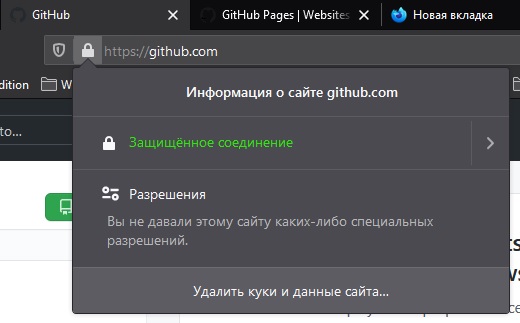 GitHub
GitHub Pages | Websites
Новая вкладка
https://github.com
dition
Информация о сайте github.com
to...
Защищённое соединение
Разрешения
Вы не давали этому сайту каких-либо специальных
разрешений.
Удалить куки и данные сайта...